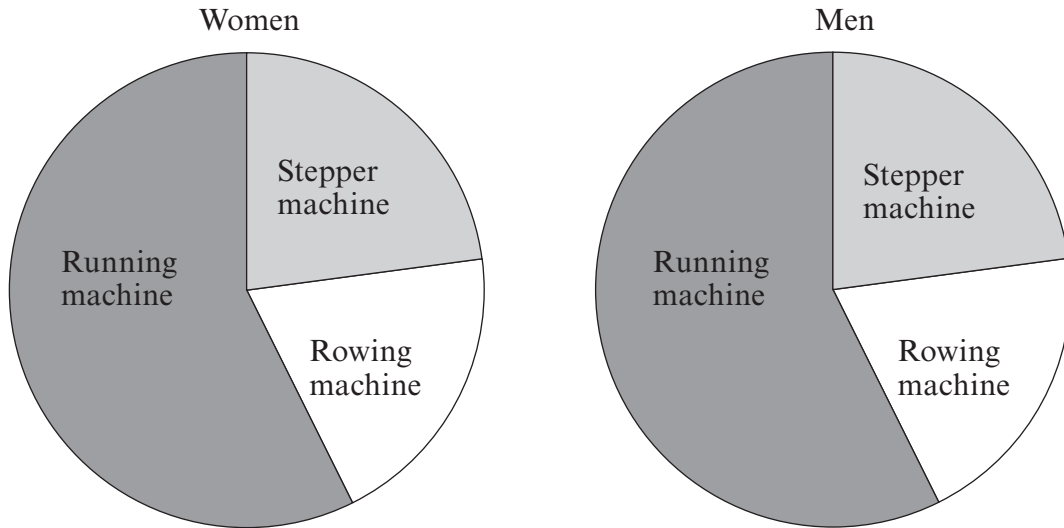 Women
Stepper
machine
Running
machine
Rowing
machine
Men
Stepper
machine
Running
machine
Rowing
machine